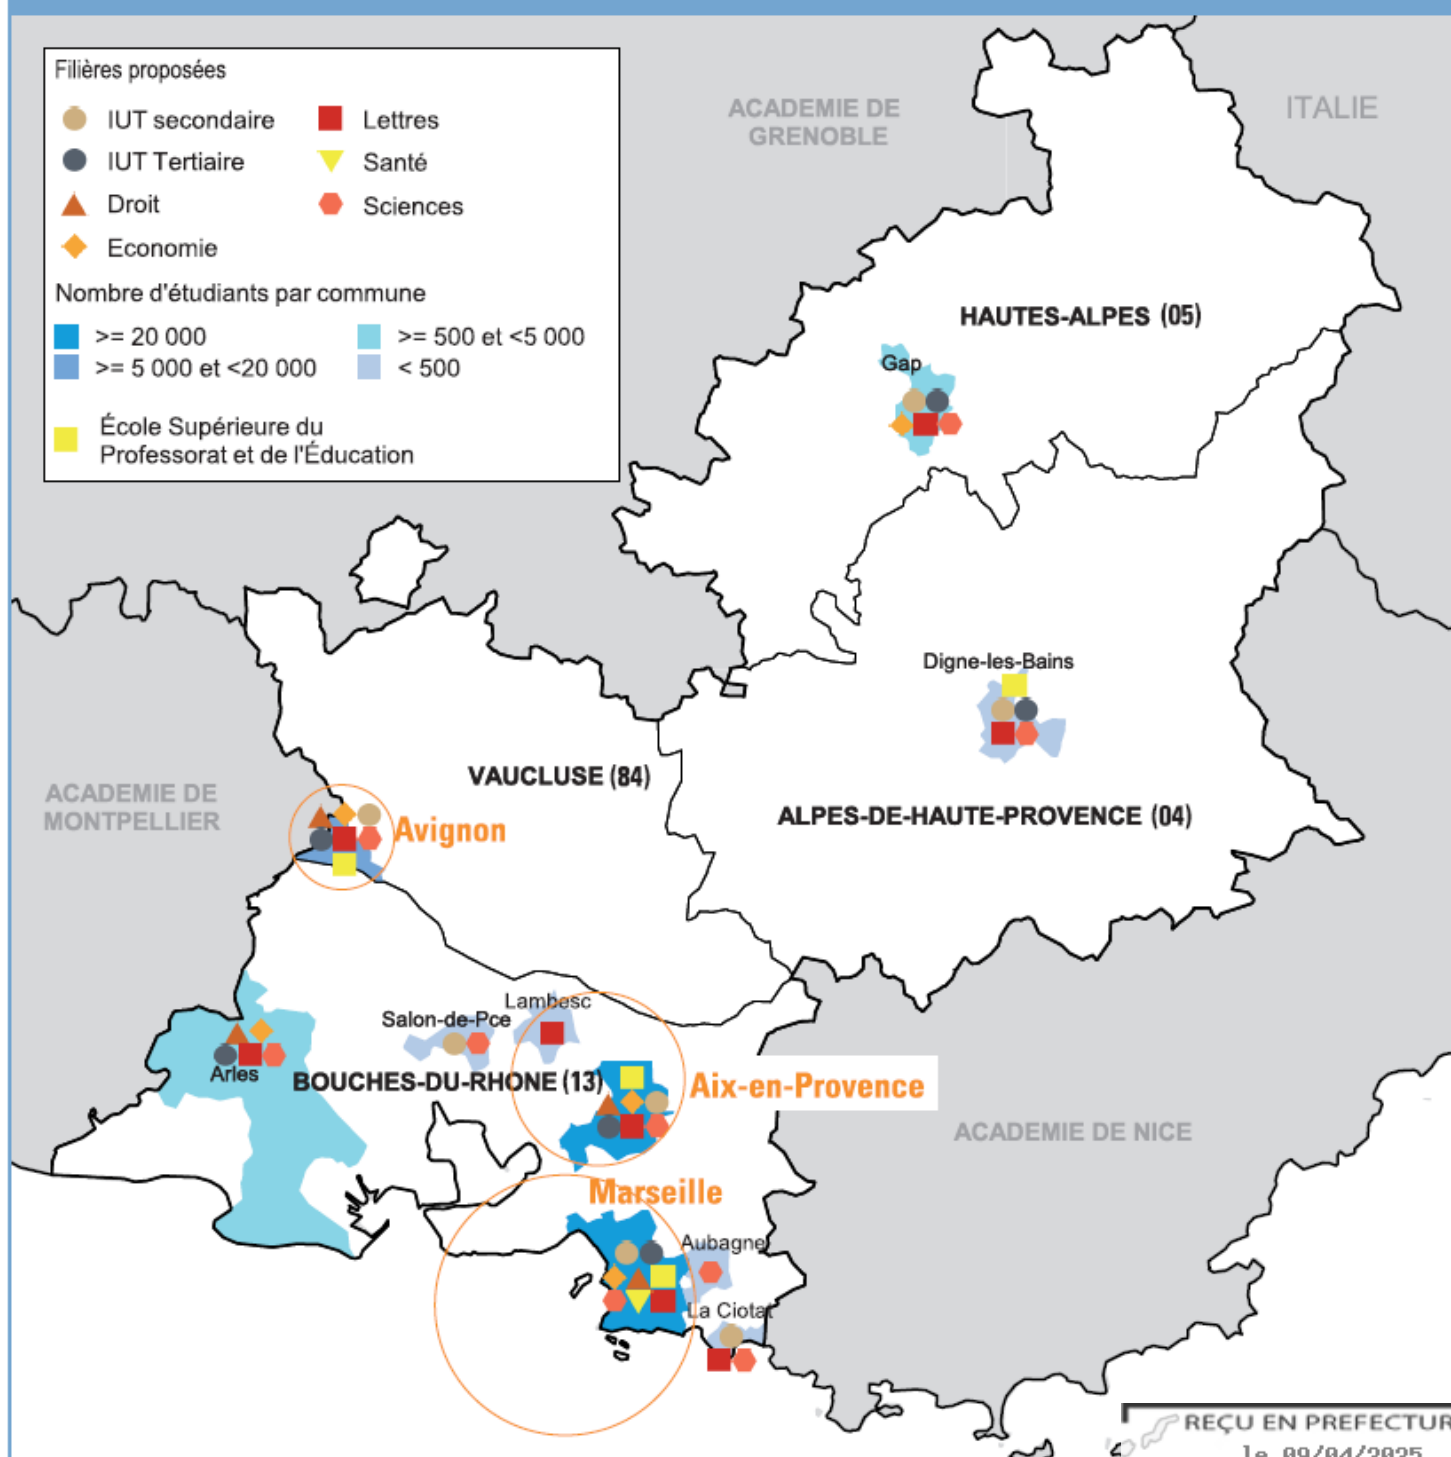 Filières proposées
IUT secondaire
Lettres
IUT Tertiaire
Santé
Droit
Sciences
Economie
Nombre d'étudiants par commune
>= 20 000
>= 500 et <5 000
>= 5 000 et <20 000
< 500
École Supérieure du
Professorat et de l'Éducation
ACADEMIE DE
GRENOBLE
ITALIE
HAUTES-ALPES (05)
Gap
Digne-les-Bains
VAUCLUSE (84)
ACADEMIE DE
MONTPELLIER
ALPES-DE-HAUTE-PROVENCE (04)
Avignon
Lambesc
Salon-de-Pce
Arles
BOUCHES-DU-RHONE (13)
Aix-en-Provence
ACADEMIE DE NICE
Marseille
Aubagne
La Ciotat
REÇU EN PREFECTUR
le 09/04/2025